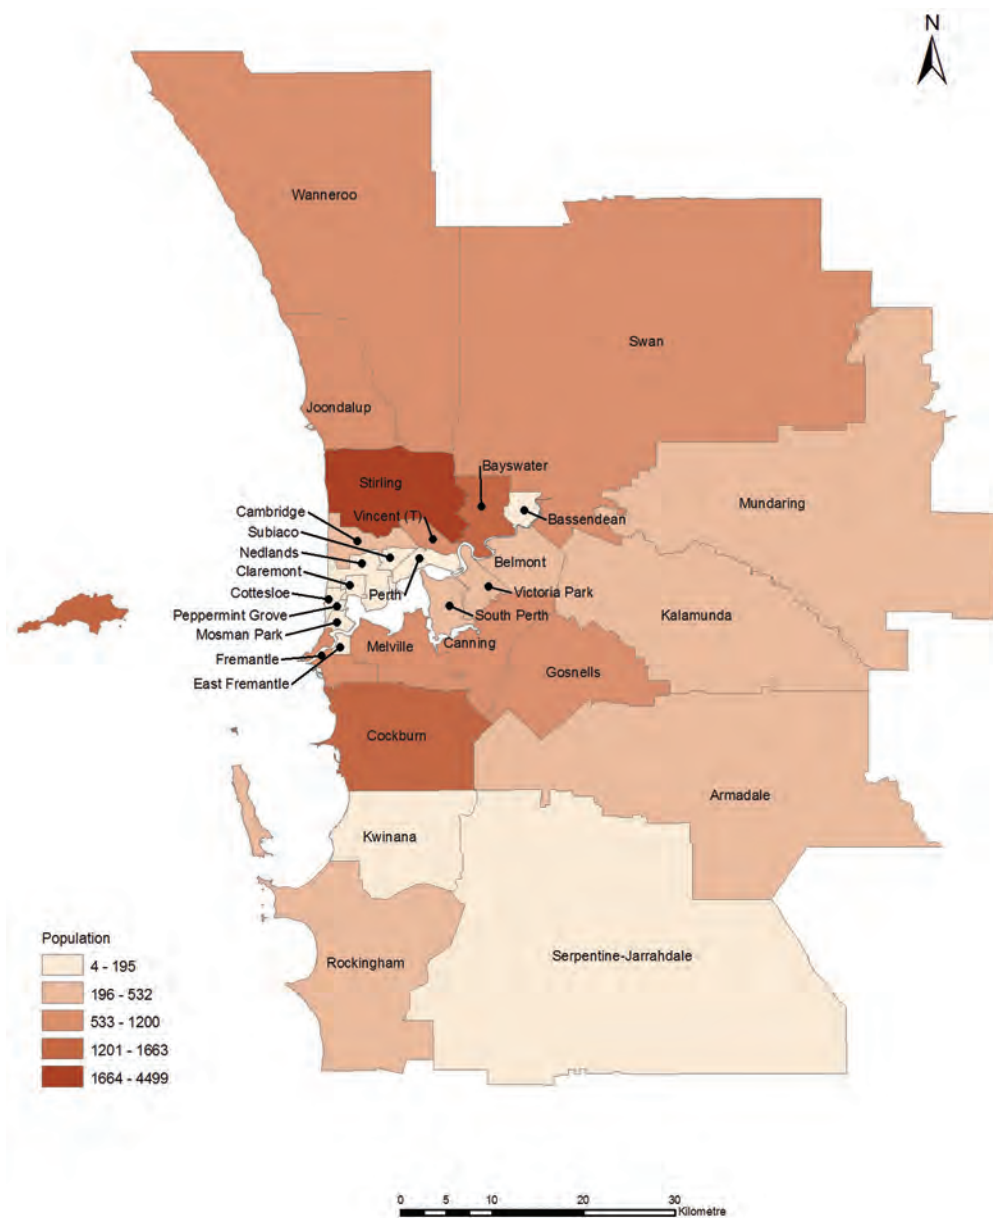 N
Wanneroo
Swan
Joondalup
Bayswater
Stirling
Mundaring
Cambridge
Vincent (T)
Bassendean
Subiaco
Nedlands
Belmont
Claremont
Perth
Victoria Park
Cottesloe
Peppermint Grove
South Perth
Kalamunda
Mosman Park
Melville
Canning
Fremantle
Gosnells
East Fremantle
Cockburn
Armadale
Kwinana
Population
4 - 195
196 - 532
533 - 1200
1201 - 1663
1664 - 4499
Rockingham
Serpentine-Jarrahdale
0 5 10 20 30
Kilometre